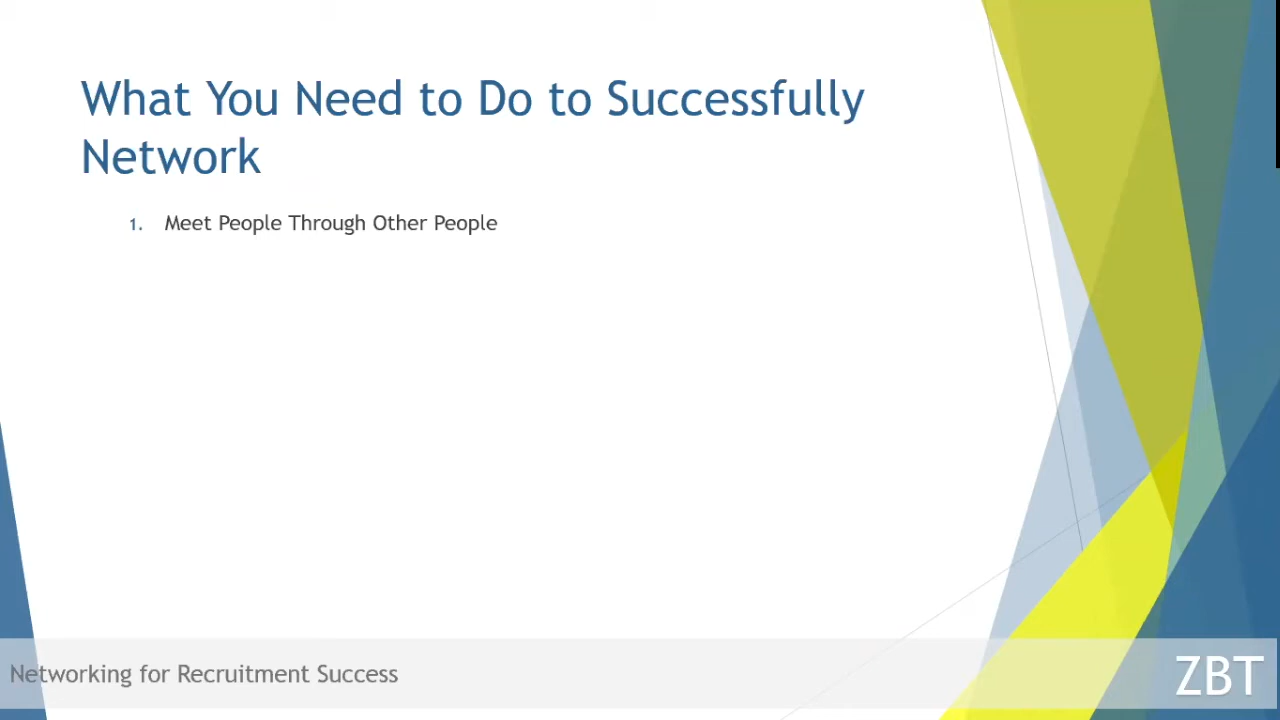 What You Need to Do to Successfully
Network
1. Meet People Through Other People
Networking for Recruitment Success
ZBT